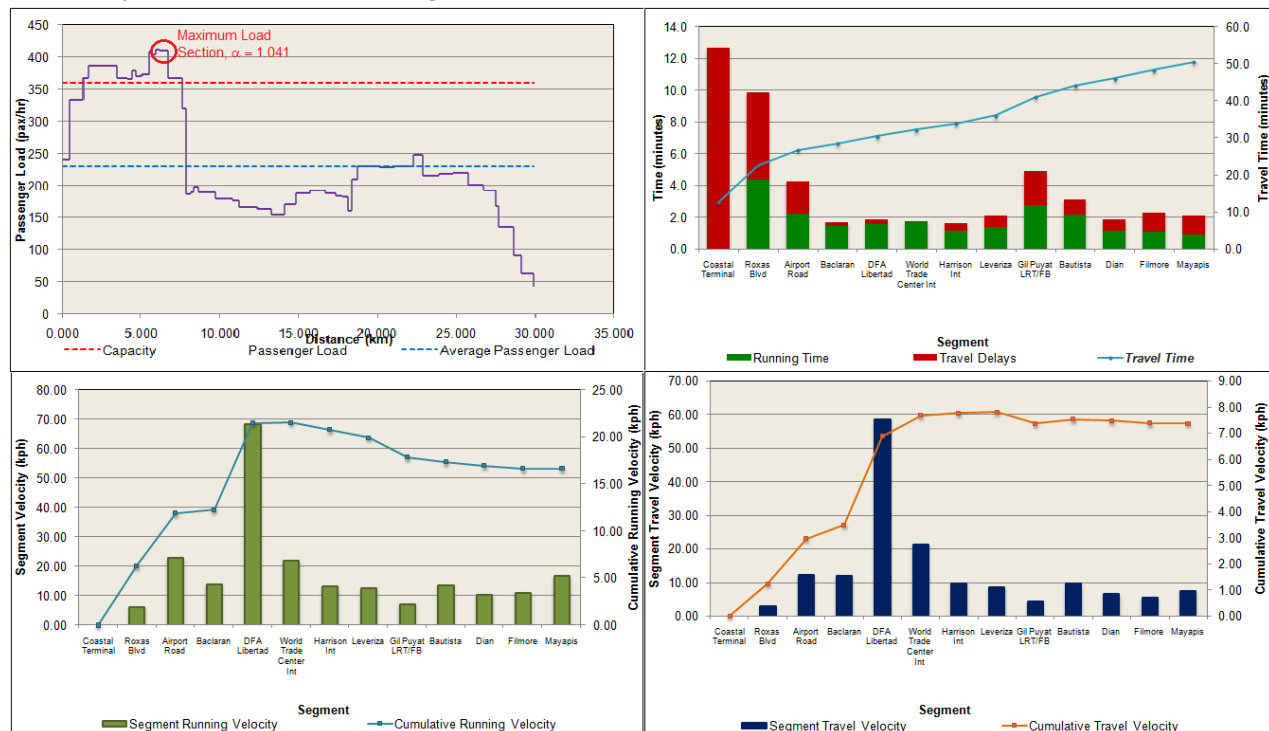 Maximum Load
Section, α = 1.041
Passenger Load (pax/hr)
450
400
350
300
250
200
150
100
50
0
0.000 5.000 10.000 15.000 20.000 25.000 30.000 35.000
Distance (km)
Capacity Passenger Load Average Passenger Load
Time (minutes)
14.0
12.0
10.0
8.0
6.0
4.0
2.0
0.0
Travel Time (minutes)
60.0
50.0
40.0
30.0
20.0
10.0
0.0
Coastal Terminal
Roxas Blvd
Airport Road
Baclaran
DFA Libertad
World Trade Center Int
Harrison Int
Leveriza
Gil Puyat LRT/FB
Bautista
Dian
Filmore
Mayapis
Segment
Running Time Travel Delays Travel Time
Segment Velocity (kph)
80.00
70.00
60.00
50.00
40.00
30.00
20.00
10.00
0.00
Cumulative Running Velocity (kph)
25.00
20.00
15.00
10.00
5.00
0.00
Coastal Terminal
Roxas Blvd
Airport Road
Baclaran
DFA Libertad
World Trade Center Int
Harrison Int
Leveriza
Gil Puyat LRT/FB
Bautista
Dian
Filmore
Mayapis
Segment
Segment Running Velocity Cumulative Running Velocity
Segment Travel Velocity (kph)
70.00
60.00
50.00
40.00
30.00
20.00
10.00
0.00
Cumulative Travel Velocity (kph)
9.00
8.00
7.00
6.00
5.00
4.00
3.00
2.00
1.00
0.00
Coastal Terminal
Roxas Blvd
Airport Road
Baclaran
DFA Libertad
World Trade Center Int
Harrison Int
Leveriza
Gil Puyat LRT/FB
Bautista
Dian
Filmore
Mayapis
Segment
Segment Travel Velocity Cumulative Travel Velocity